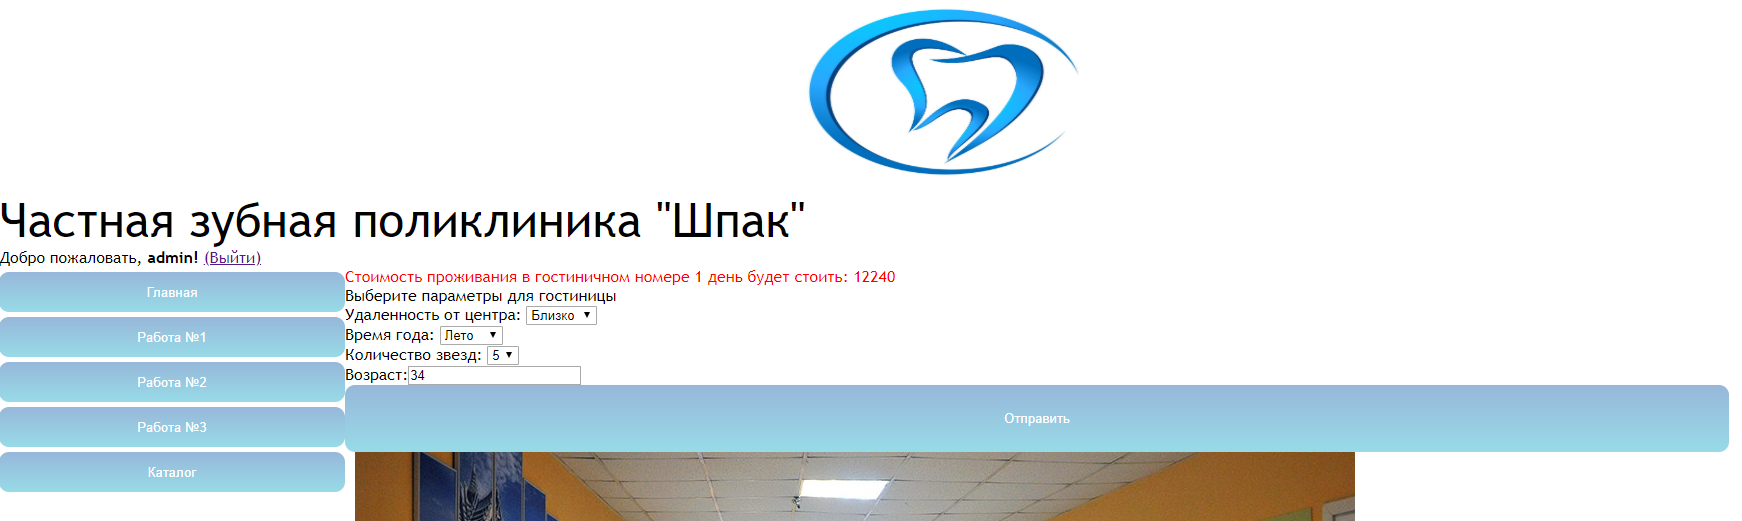 Частная зубная поликлиника "Шпак"
Добро пожаловать, admin! (Выйти)
Главная
Работа №1
Работа №2
Работа №3
Каталог
Стоимость проживания в гостиничном номере 1 день будет стоить: 12240
Выберите параметры для гостиницы
Удаленность от центра: Близко
Время года: Лето
Количество звезд: 5
Возраст:34
Отправить